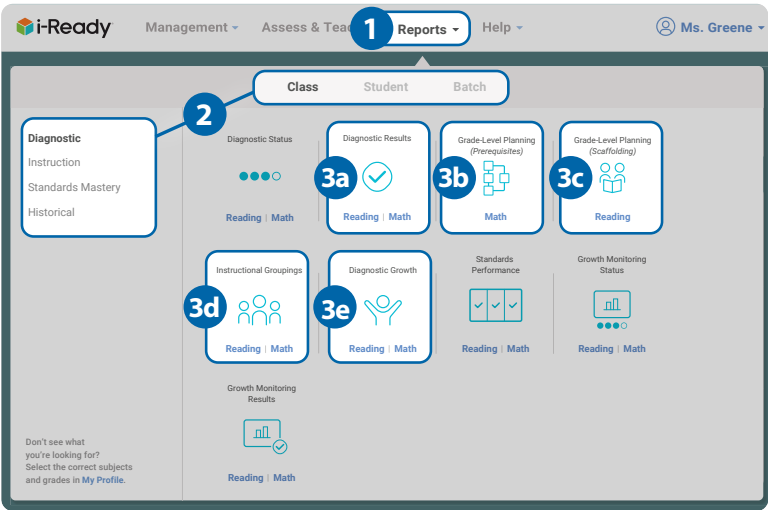 i-Ready
Management
Assess & Tea
1
Reports
Help
Ms. Greene
Class
Student
Batch
2
Diagnostic
Instruction
Standards Mastery
Historical
Diagnostic Status
Reading | Math
Diagnostic Results
3a
Reading | Math
Grade-Level Planning
(Prerequisites)
3b
Math
Grade-Level Planning
(Scaffolding)
3c
Reading
Instructional Groupings
3d
Reading | Math
Diagnostic Growth
3e
Reading | Math
Standards
Performance
Reading | Math
Growth Monitoring
Status
Reading | Math
Growth Monitoring
Results
Reading | Math
Don't see what
you're looking for?
Select the correct subjects
and grades in My Profile.